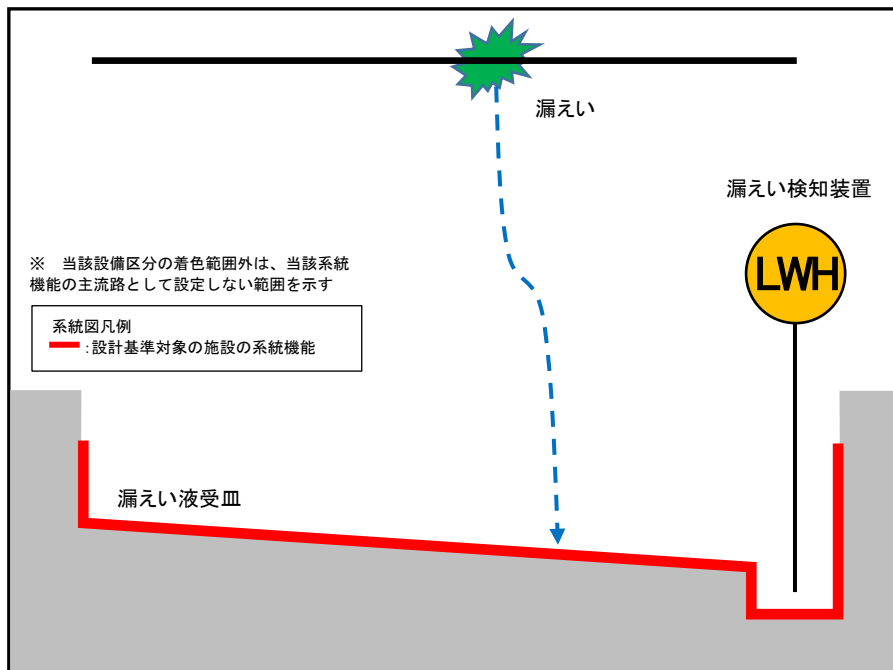 漏えい
漏えい検知装置
LWH
※　当該設備区分の着色範囲外は、当該系統
機能の主流路として設定しない範囲を示す
系統図凡例
：設計基準対象の施設の系統機能
漏えい液受皿